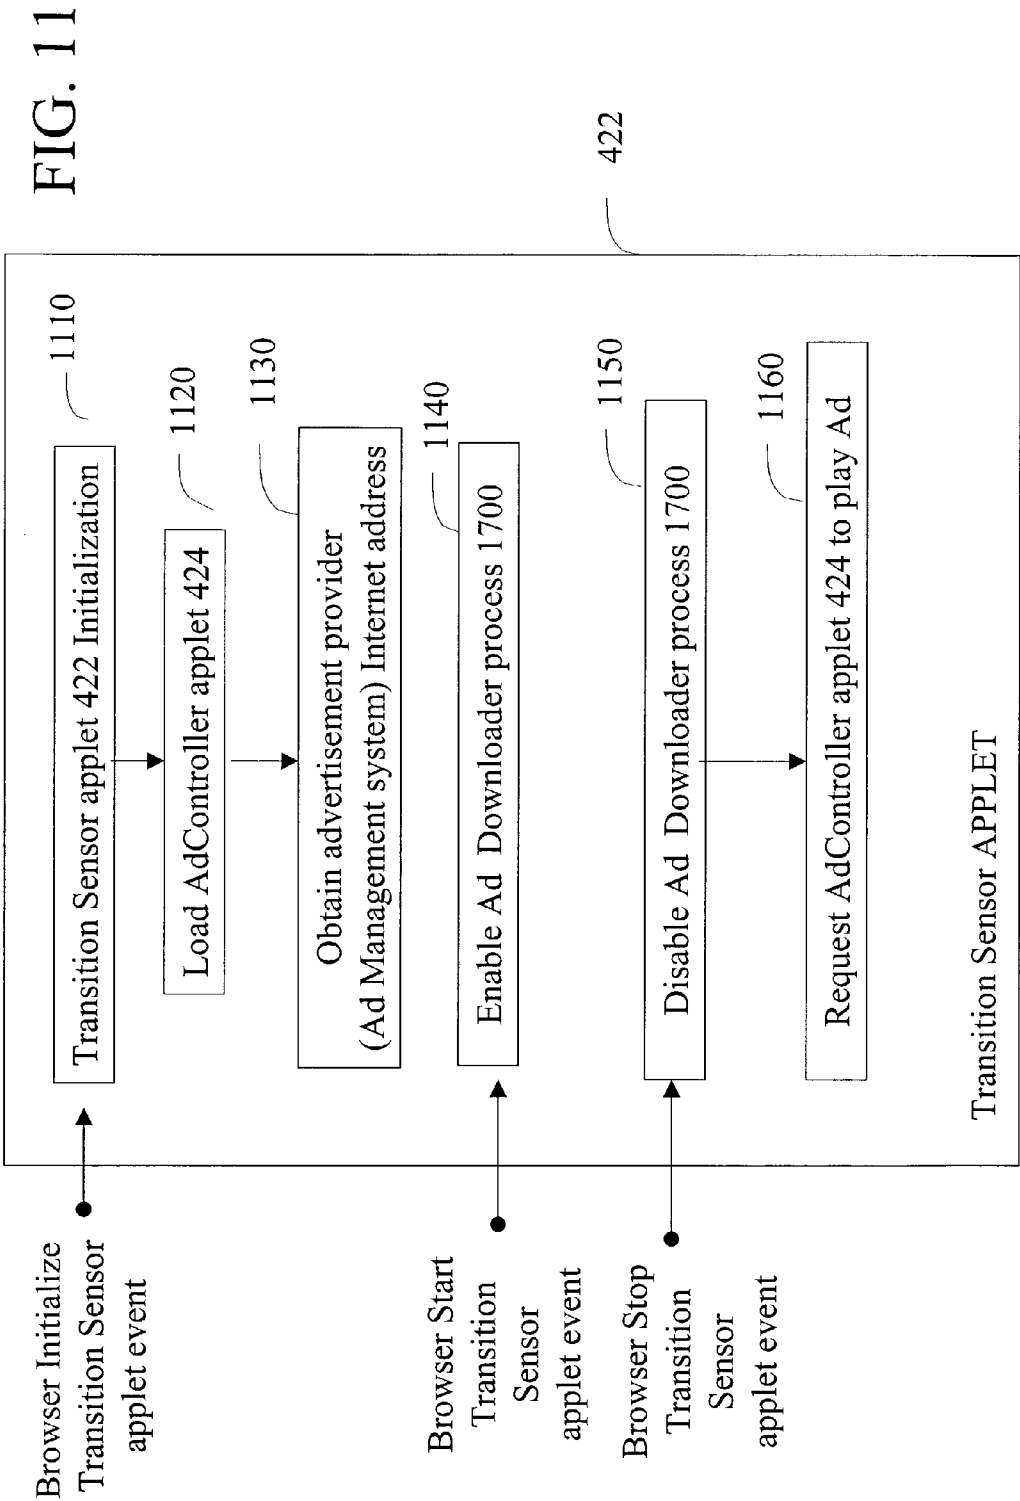 FIG. 11
Browser Initialize
Transition Sensor
applet event
Transition Sensor applet 422 Initialization
1110
Load AdController applet 424
1120
Obtain advertisement provider
(Ad Management system) Internet address
1130
Browser Start
Transition
Sensor
applet event
Enable Ad Downloader process 1700
1140
Browser Stop
Transition
Sensor
applet event
Disable Ad Downloader process 1700
1150
Request AdController applet 424 to play Ad
1160
Transition Sensor APPLET
422